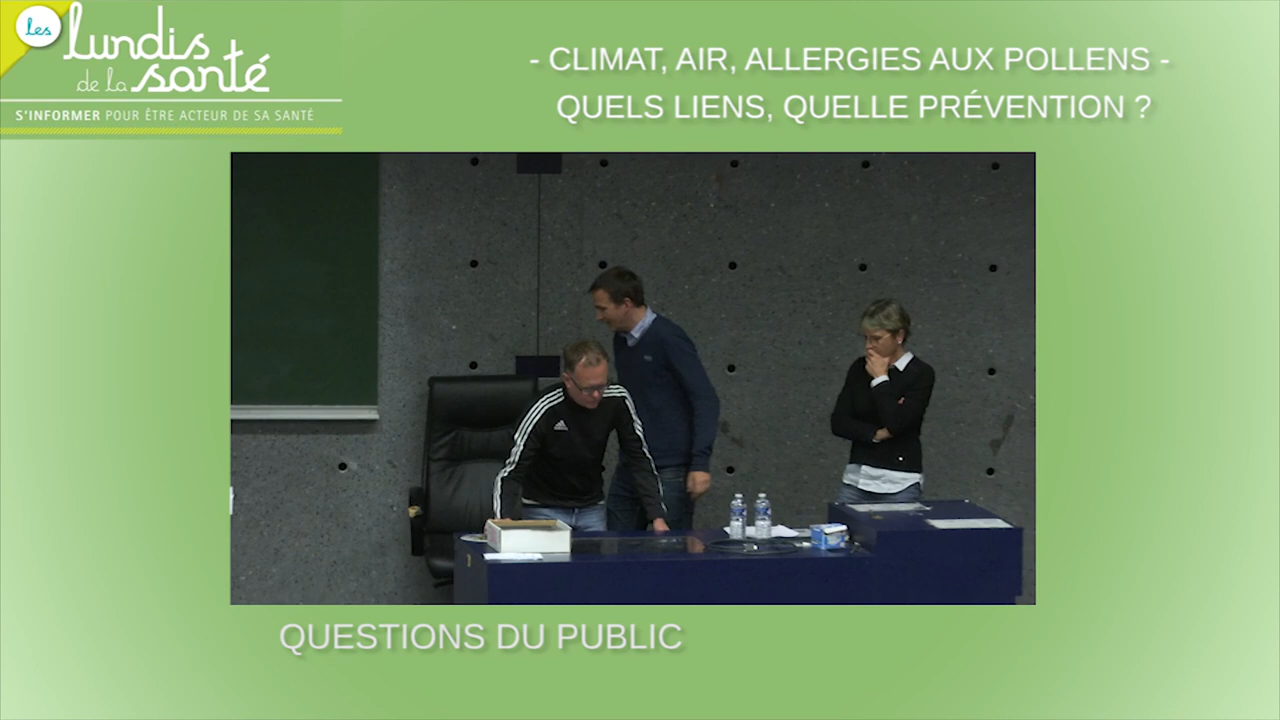 les
lundis
de la santé
S'INFORMER POUR ÊTRE ACTEUR DE SA SANTÉ
- CLIMAT, AIR, ALLERGIES AUX POLLENS -
QUELS LIENS, QUELLE PRÉVENTION ?
QUESTIONS DU PUBLIC